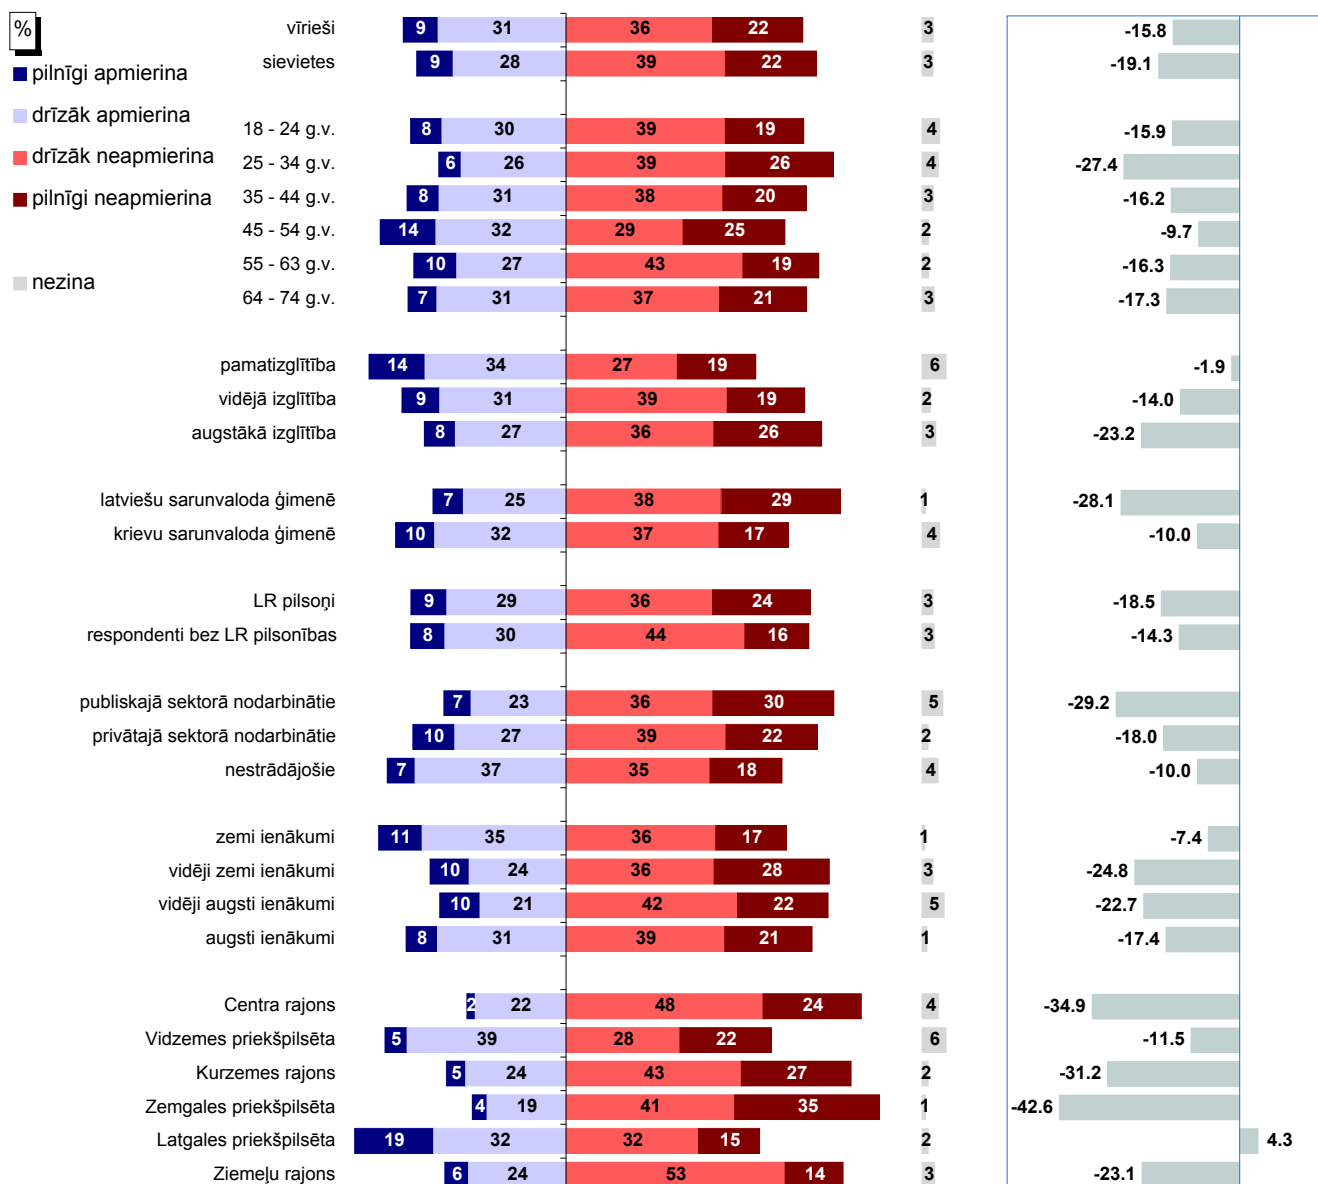 %
pilnīgi apmierina
drīzāk apmierina
drīzāk neapmierina
pilnīgi neapmierina
nezina
vīrieši 9 31 36 22 3 -15.8
sievietes 9 28 39 22 3 -19.1
18 - 24 g.v. 8 30 39 19 4 -15.9
25 - 34 g.v. 6 26 39 26 4 -27.4
35 - 44 g.v. 8 31 38 20 3 -16.2
45 - 54 g.v. 14 32 29 25 2 -9.7
55 - 63 g.v. 10 27 43 19 2 -16.3
64 - 74 g.v. 7 31 37 21 3 -17.3
pamatizglītība 14 34 27 19 6 -1.9
vidējā izglītība 9 31 39 19 2 -14.0
augstākā izglītība 8 27 36 26 3 -23.2
latviešu sarunvaloda ģimenē 7 25 38 29 1 -28.1
krievu sarunvaloda ģimenē 10 32 37 17 4 -10.0
LR pilsoņi 9 29 36 24 3 -18.5
respondenti bez LR pilsonības 8 30 44 16 3 -14.3
publiskajā sektorā nodarbinātie 7 23 36 30 5 -29.2
privātajā sektorā nodarbinātie 10 27 39 22 2 -18.0
nestrādājošie 7 37 35 18 4 -10.0
zemi ienākumi 11 35 36 17 1 -7.4
vidēji zemi ienākumi 10 24 36 28 3 -24.8
vidēji augsti ienākumi 10 21 42 22 5 -22.7
augsti ienākumi 8 31 39 21 1 -17.4
Centra rajons 2 22 48 24 4 -34.9
Vidzemes priekšpilsēta 5 39 28 22 6 -11.5
Kurzemes rajons 5 24 43 27 2 -31.2
Zemgales priekšpilsēta 4 19 41 35 1 -42.6
Latgales priekšpilsēta 19 32 32 15 2 4.3
Ziemeļu rajons 6 24 53 14 3 -23.1